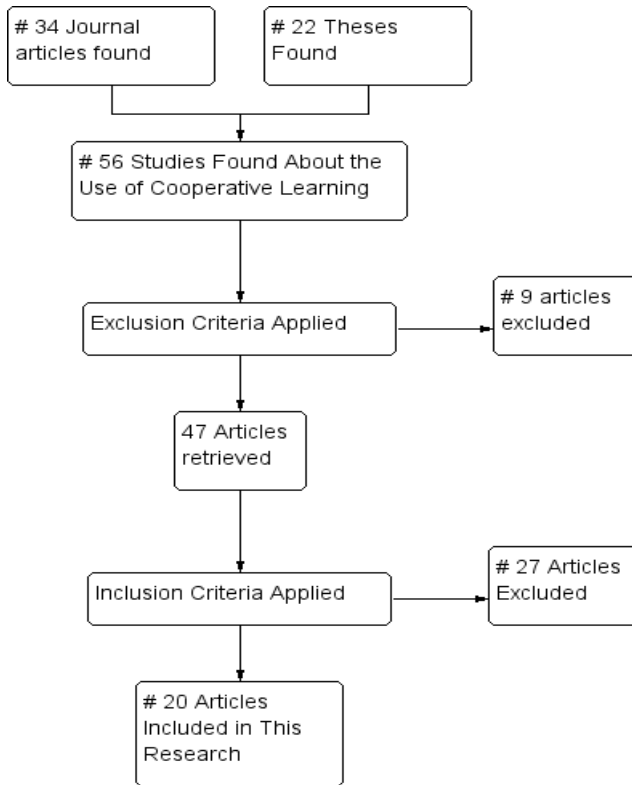 # 34 Journal
articles found
# 22 Theses
Found
# 56 Studies Found About the
Use of Cooperative Learning
Exclusion Criteria Applied
# 9 articles
excluded
47 Articles
retrieved
Inclusion Criteria Applied
# 27 Articles
Excluded
# 20 Articles
Included in This
Research